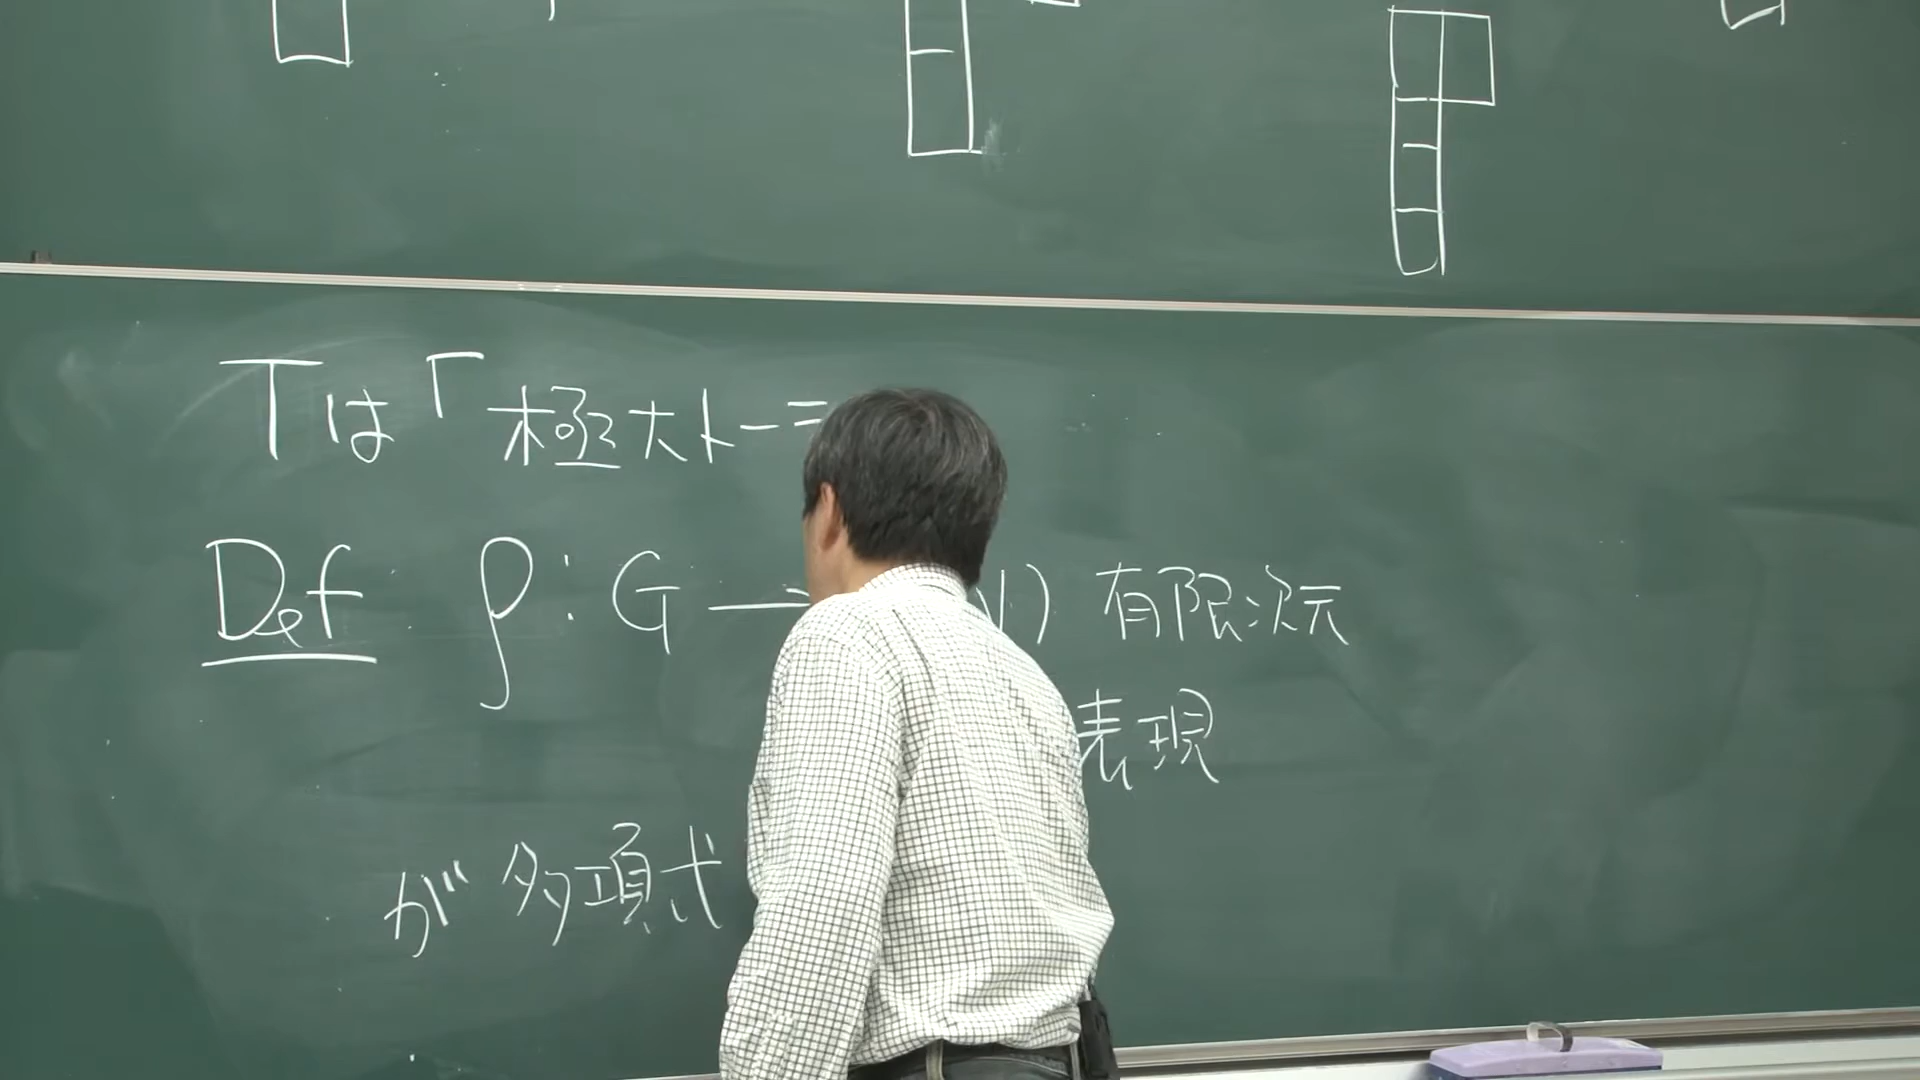 Tは「極大トー
Def. ρ: G → ) 有限次元
表現
が多項式